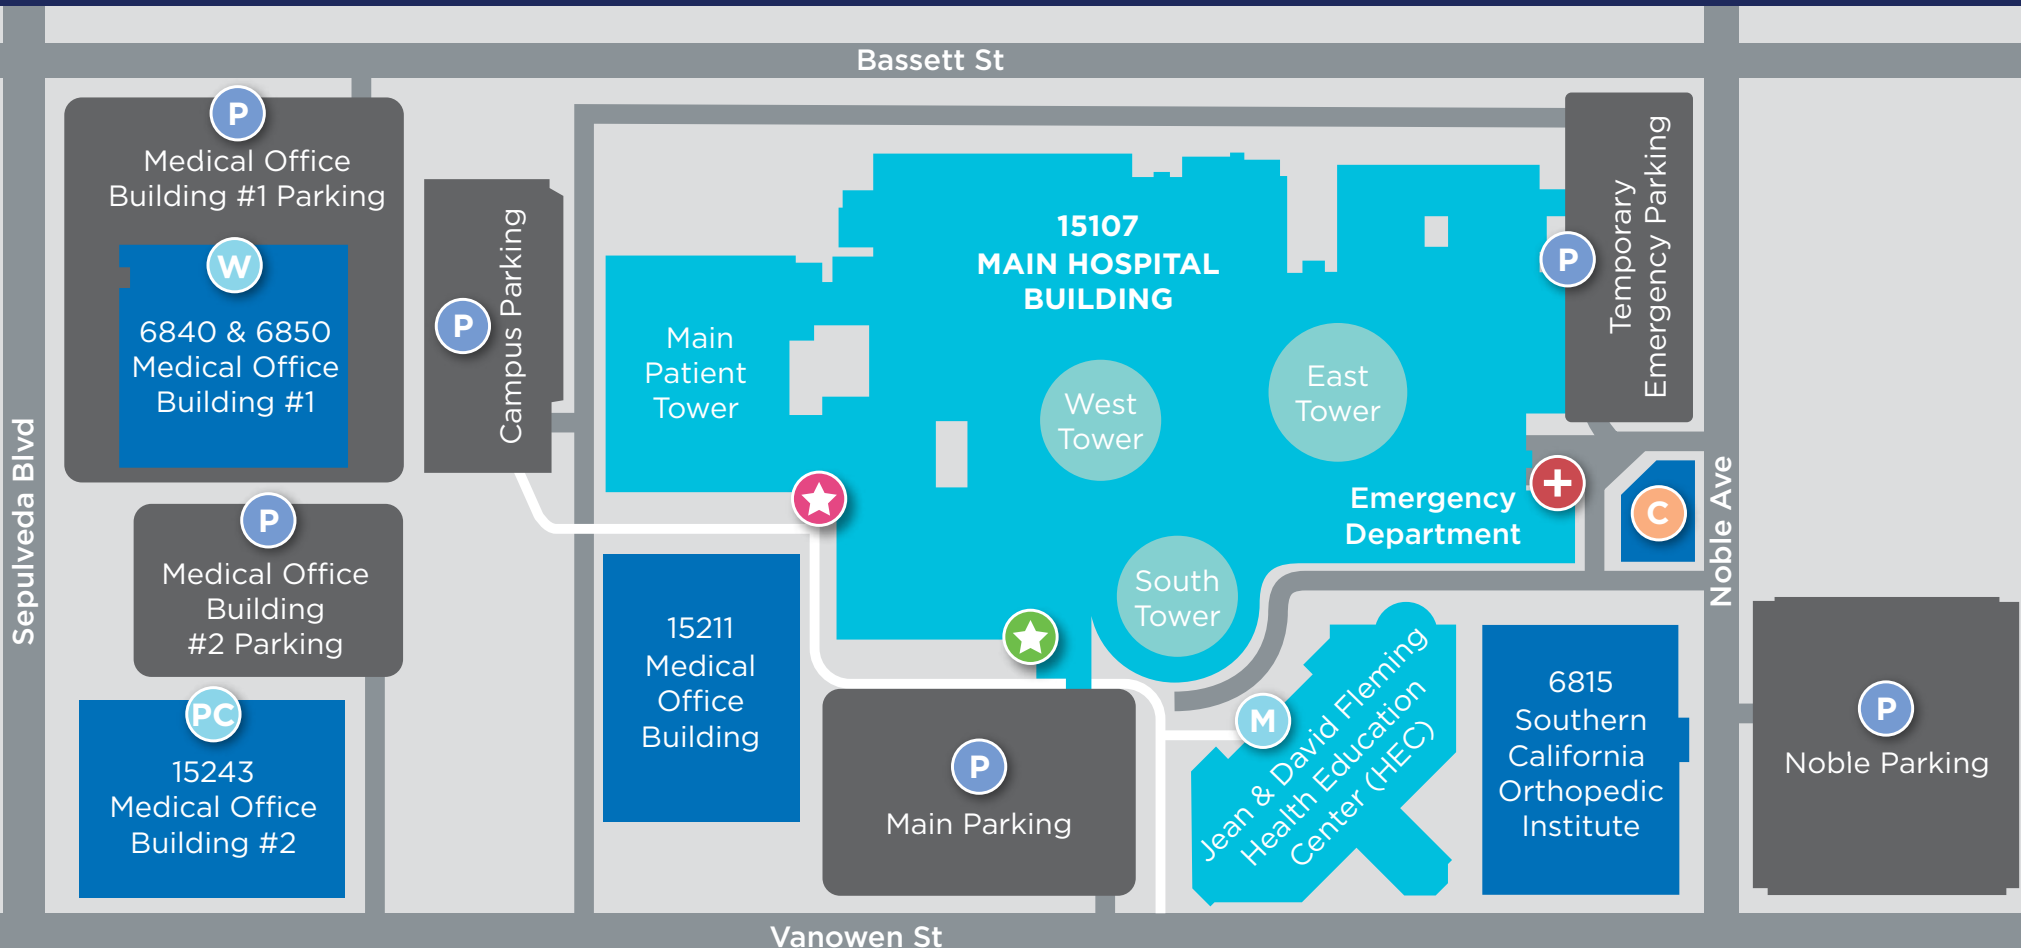 Bassett St
P
Medical Office
Building #1 Parking
W
6840 & 6850
Medical Office
Building #1
Sepulveda Blvd
P
Campus Parking
P
Medical Office
Building
#2 Parking
PC
15243
Medical Office
Building #2
15107
MAIN HOSPITAL
BUILDING
Main
Patient
Tower
West
Tower
East
Tower
South
Tower
Emergency
Department
P
Temporary
Emergency Parking
C
Noble Ave
15211
Medical
Office
Building
P
Main Parking
M
Jean & David Fleming
Health Education
Center (HEC)
6815
Southern
California
Orthopedic
Institute
P
Noble Parking
Vanowen St